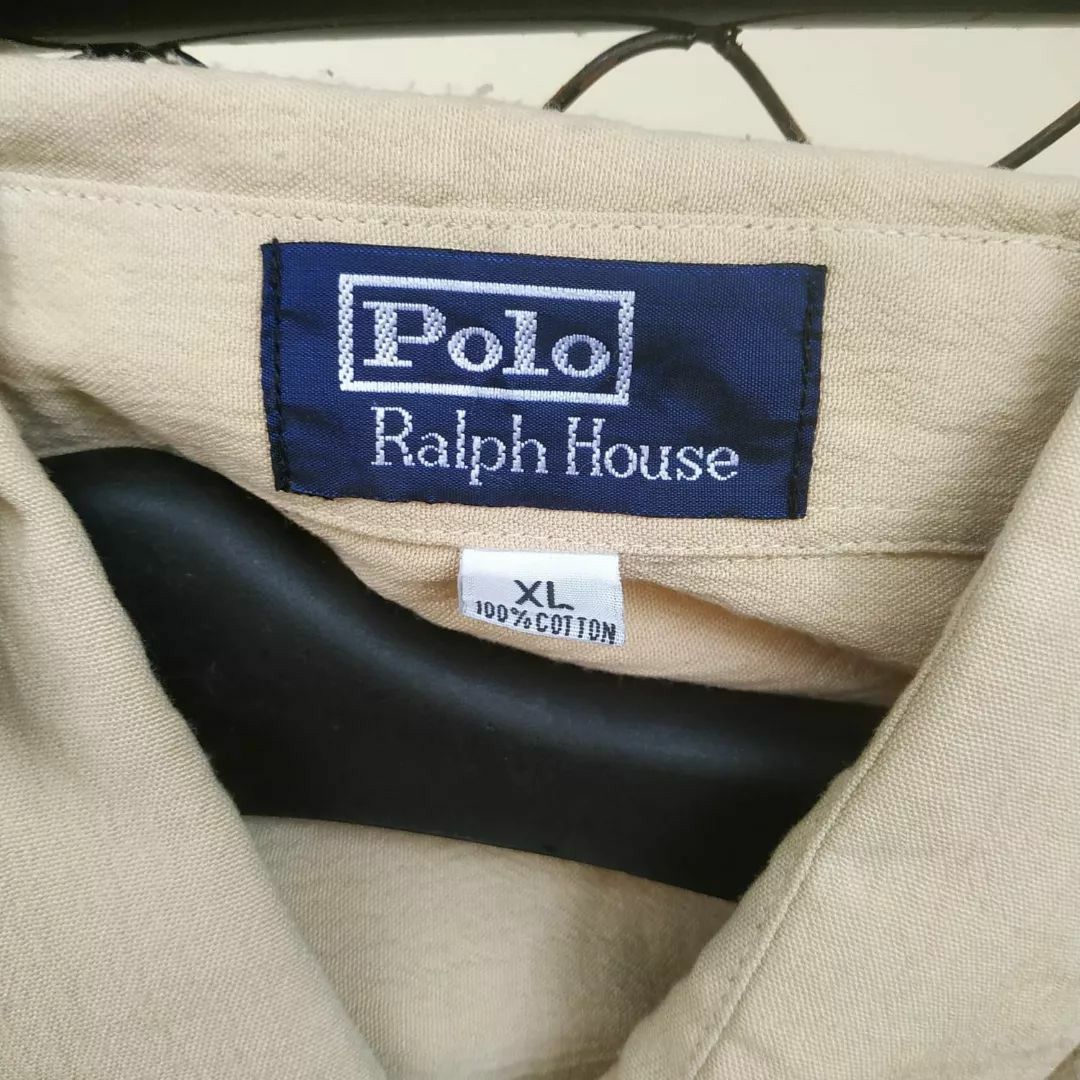 Polo
Ralph House
XL
100% COTTON